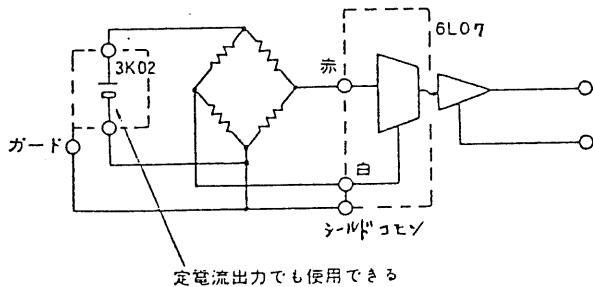 6L07
3K02
赤
ガード
白
シールドコモン
定電流出力でも使用できる